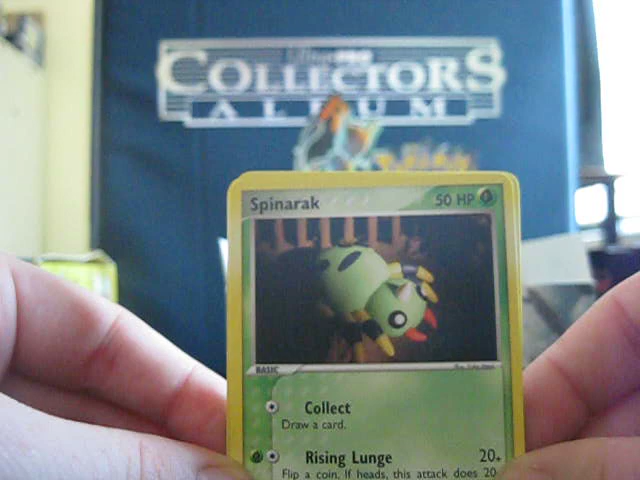 COLLECTORS
ALBUM
Pokémon
Spinarak 50 HP
BASIC
Collect
Draw a card.
Rising Lunge 20+
Flip a coin. If heads, this attack does 20